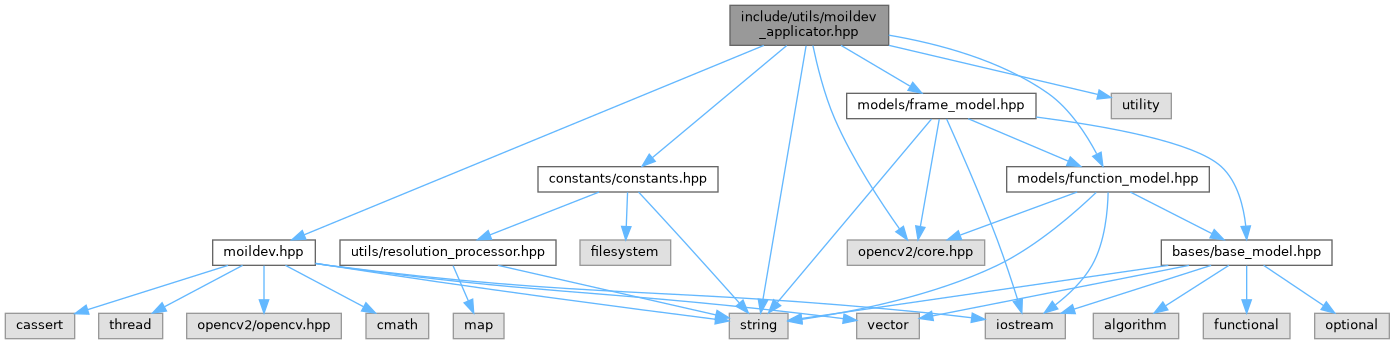 include/utils/moildev
_applicator.hpp
models/frame_model.hpp
utility
constants/constants.hpp
models/function_model.hpp
moildev.hpp
utils/resolution_processor.hpp
filesystem
opencv2/core.hpp
bases/base_model.hpp
cassert
thread
opencv2/opencv.hpp
cmath
map
string
vector
iostream
algorithm
functional
optional